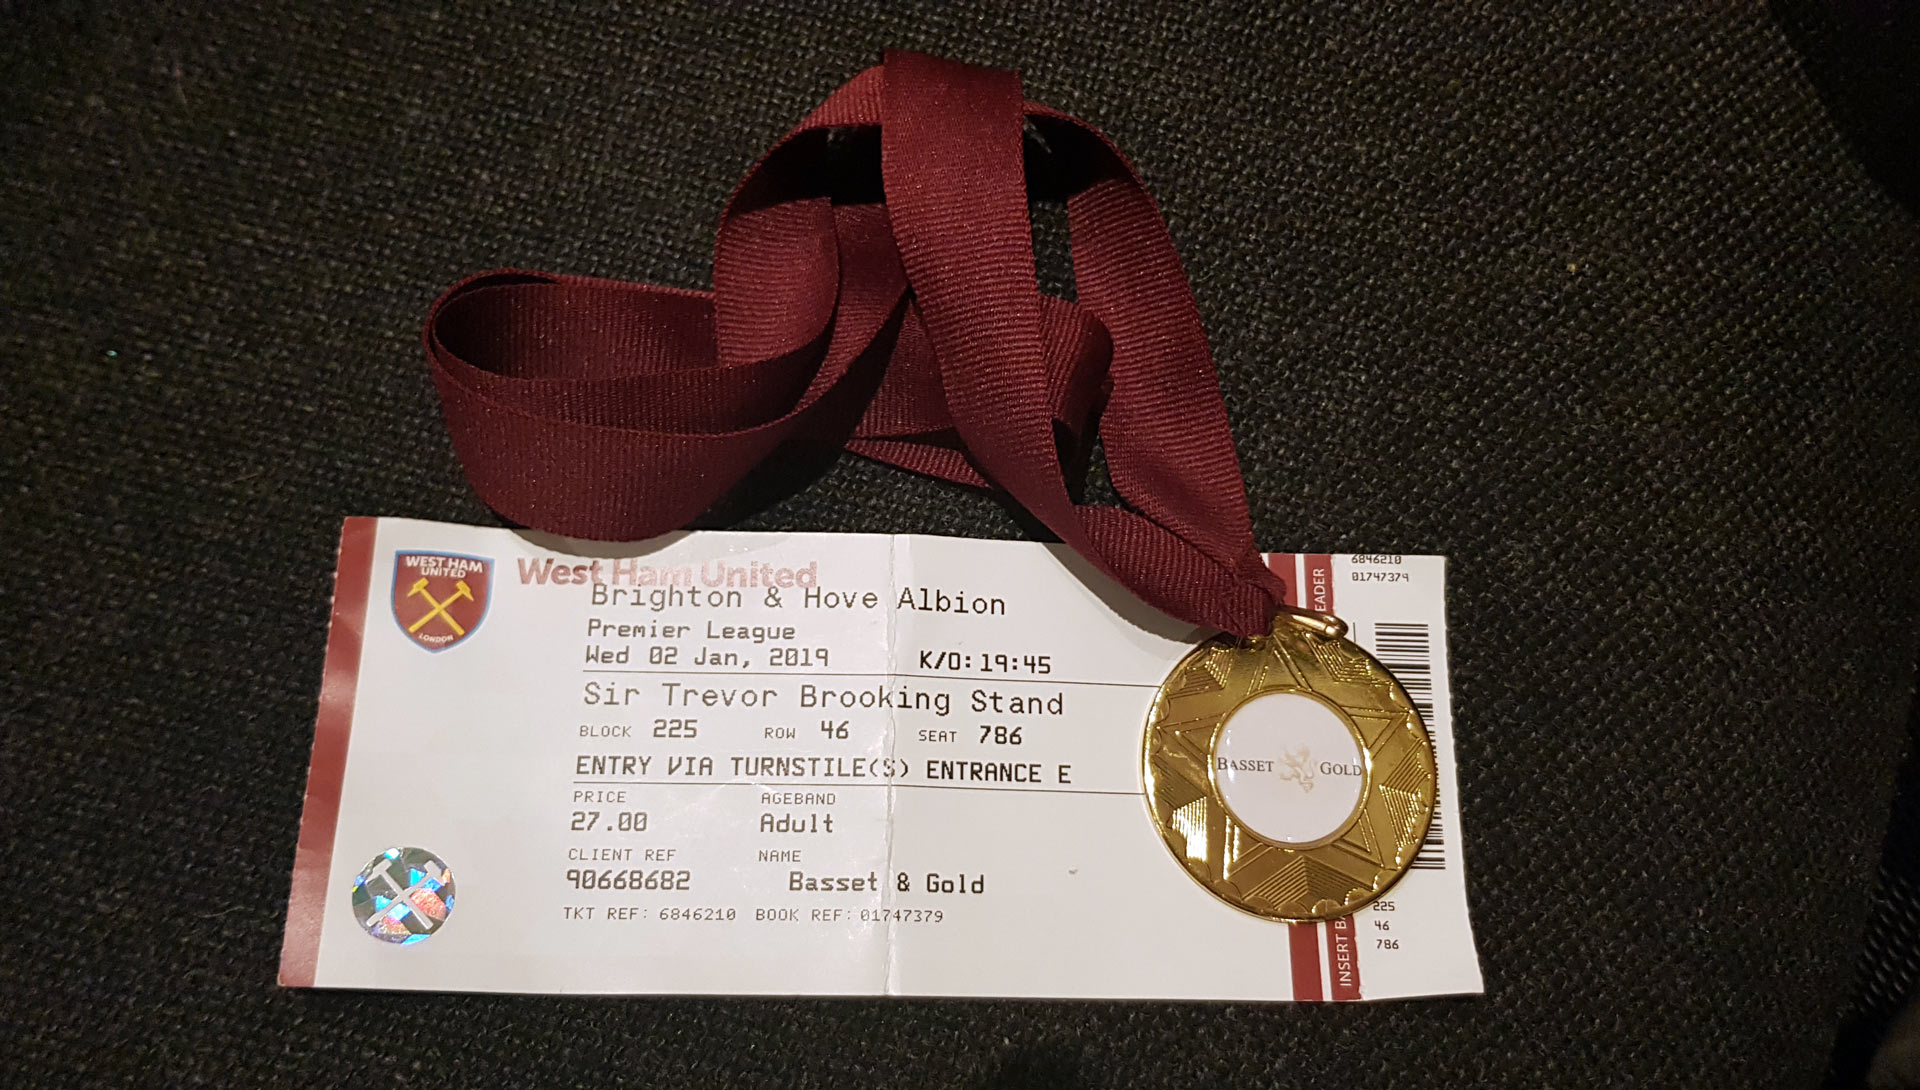 WEST HAM
UNITED
LONDON
West Ham United
Brighton & Hove Albion
Premier League
Wed 02 Jan, 2019 K/O: 19:45
Sir Trevor Brooking Stand
BLOCK 225 ROW 46 SEAT 786
ENTRY VIA TURNSTILE(S) ENTRANCE E
PRICE AGEBAND
27.00 Adult
CLIENT REF NAME
90668682 Basset & Gold
TKT REF: 6846210 BOOK REF: 01747379
BASSET GOLD
INSERT
6846210
01747379
225
46
786